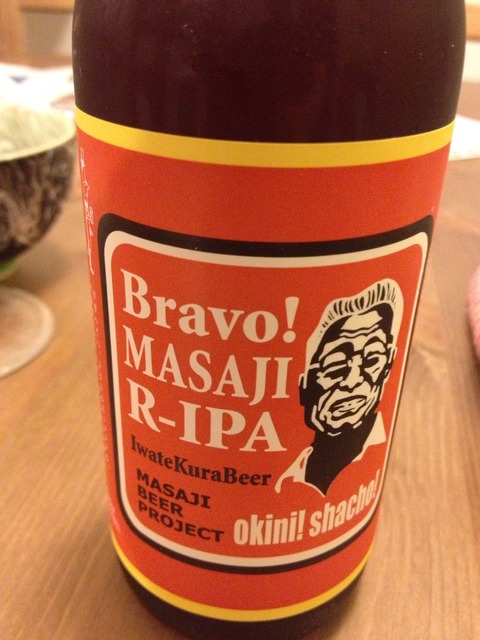 Bravo!
MASAJI
R-IPA
IwateKuraBeer
MASAJI
BEER
PROJECT
okini! shacho!